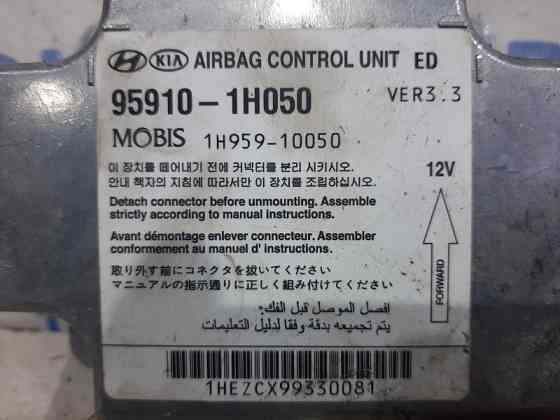 HYUNDAI KIA AIRBAG CONTROL UNIT ED
95910-1H050 VER3.3
MOBIS 1H959-10050
이 장치를 떼어내기 전에 커넥터를 분리 시키시오. 12V
안내 책자의 지침에 따라서만 이 장치를 조립하십시오.
Detach connector before unmounting. Assemble
strictly according to manual instructions.
Avant démontage enlever connecteur. Assembler
conformement au manuel d' instructions.
FORWARD
取り外す前にコネクタを抜いてください
マニュアルの指示通りに正しく組み付けてください
افصل الموصل قبل الفك:
يتم تجميعه بدقة وفقا لدليل التعليمات
1HEZCX99330081